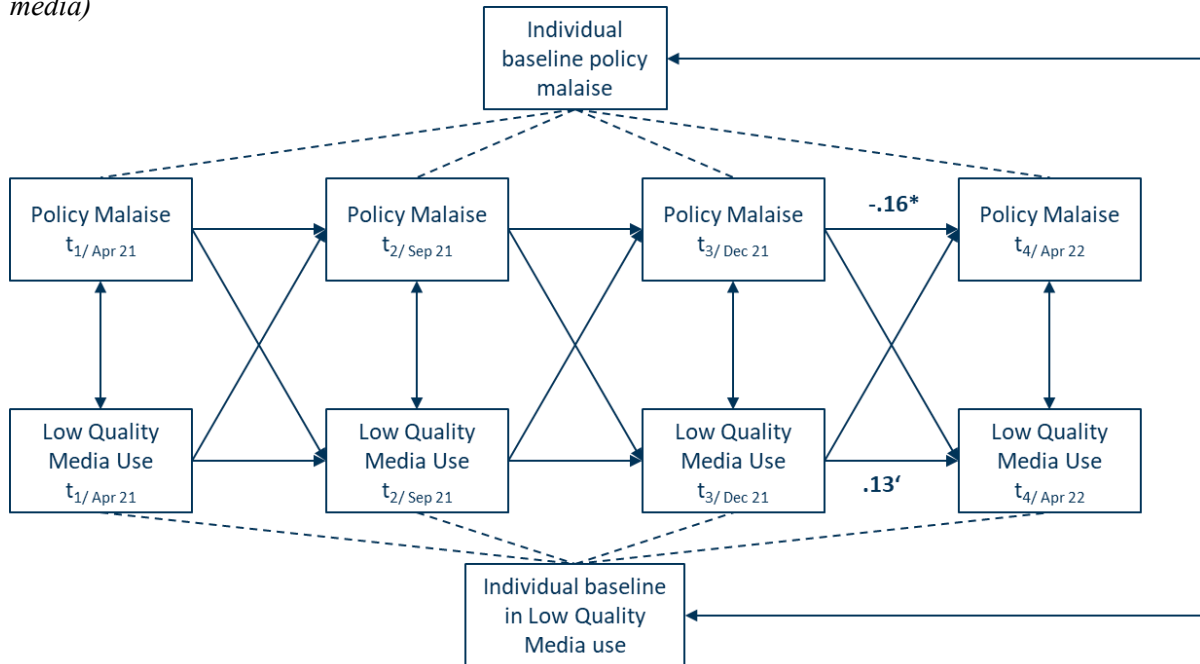 media)
Individual
baseline policy
malaise
Policy Malaise
t1/ Apr 21
Policy Malaise
t2/ Sep 21
Policy Malaise
t3/ Dec 21
-.16*
Policy Malaise
t4/ Apr 22
Low Quality
Media Use
t1/ Apr 21
Low Quality
Media Use
t2/ Sep 21
Low Quality
Media Use
t3/ Dec 21
.13‘
Low Quality
Media Use
t4/ Apr 22
Individual baseline
in Low Quality
Media use